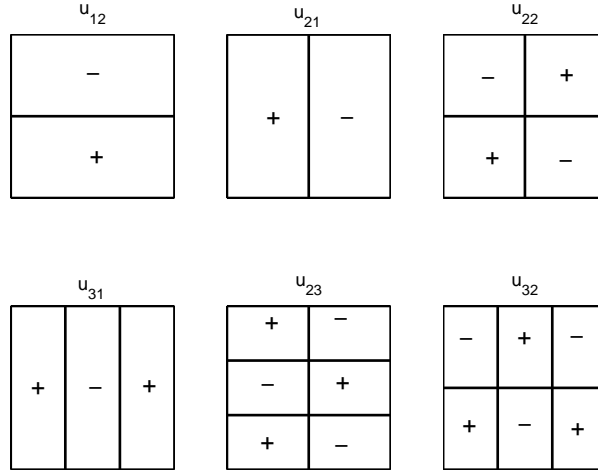 u12 u21 u22
− + − − + + + − −
u31 u23 u32
+ − + + − − + + − − + − + − +